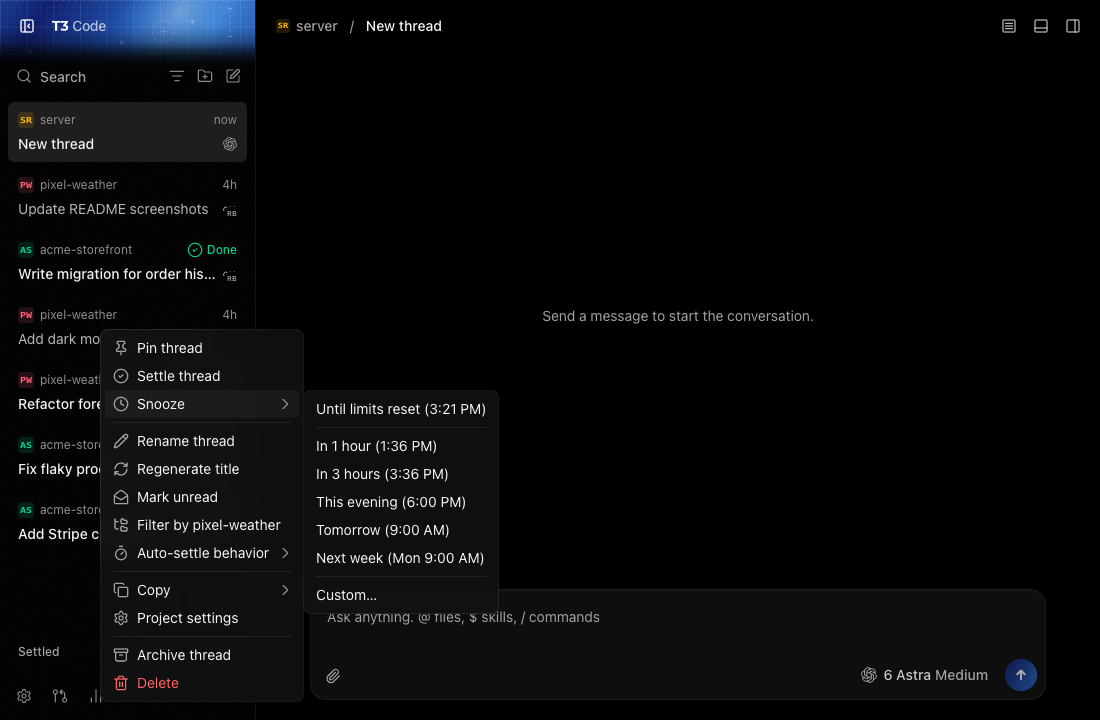 T3 Code
Search
SR server now
New thread
PW pixel-weather 4h
Update README screenshots RB
AS acme-storefront Done
Write migration for order his... RB
PW pixel-weather 4h
Add dark mo
PW pixel-weat
Refactor fore
AS acme-stor
Fix flaky pro
AS acme-stor
Add Stripe c
Settled
Pin thread
Settle thread
Snooze
Rename thread
Regenerate title
Mark unread
Filter by pixel-weather
Auto-settle behavior
Copy
Project settings
Archive thread
Delete
Until limits reset (3:21 PM)
In 1 hour (1:36 PM)
In 3 hours (3:36 PM)
This evening (6:00 PM)
Tomorrow (9:00 AM)
Next week (Mon 9:00 AM)
Custom...
SR server / New thread
Send a message to start the conversation.
Ask anything. @ files, $ skills, / commands
6 Astra Medium